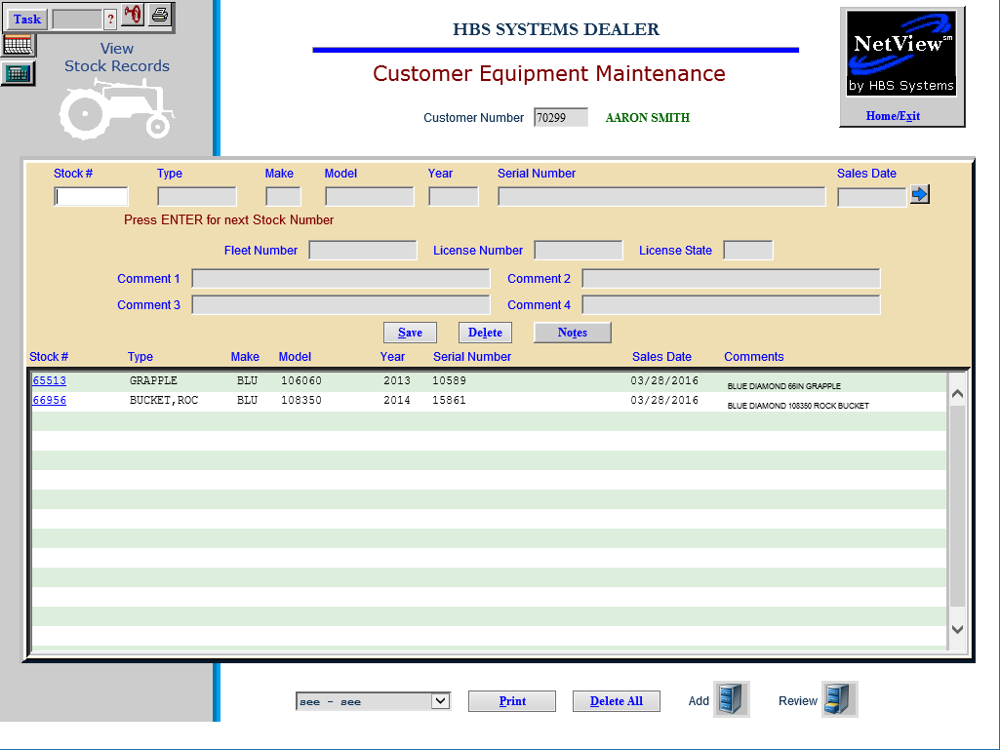 Task ?
View
Stock Records
HBS SYSTEMS DEALER
Customer Equipment Maintenance
Customer Number 70299 AARON SMITH
NetView sm
by HBS Systems
Home/Exit
Stock # Type Make Model Year Serial Number Sales Date
Press ENTER for next Stock Number
Fleet Number License Number License State
Comment 1 Comment 2
Comment 3 Comment 4
Save Delete Notes
Stock # Type Make Model Year Serial Number Sales Date Comments
65513 GRAPPLE BLU 106060 2013 10589 03/28/2016 BLUE DIAMOND 66IN GRAPPLE
66956 BUCKET,ROC BLU 108350 2014 15861 03/28/2016 BLUE DIAMOND 108350 ROCK BUCKET
see - see Print Delete All Add Review